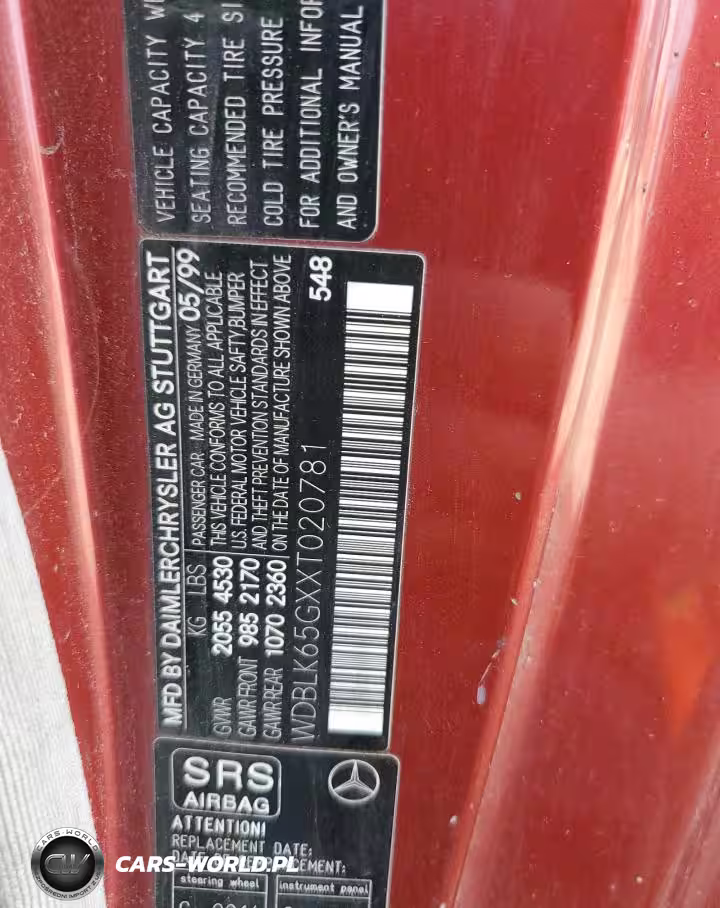 VEHICLE CAPACITY
SEATING CAPACITY 4
RECOMMENDED TIRE
COLD TIRE PRESSURE
FOR ADDITIONAL
AND OWNER'S MANUAL
MFD BY DAIMLERCHRYSLER AG STUTTGART
KG LBS PASSENGER CAR MADE IN GERMANY 05/99
GVWR 2055 4530 THIS VEHICLE CONFORMS TO ALL APPLICABLE
GAWR FRONT 985 2170 U.S. FEDERAL MOTOR VEHICLE SAFTY,BUMPER
GAWR REAR 1070 2360 AND THEFT PREVENTION STANDARDS IN EFFECT
ON THE DATE OF MANUFACTURE SHOWN ABOVE
WDBLK65GXXT020781 548
SRS
AIRBAG
ATTENTION!
REPLACEMENT DATE:
steering wheel instrument panel
CARS-WORLD
CW
CARS-WORLD.PL